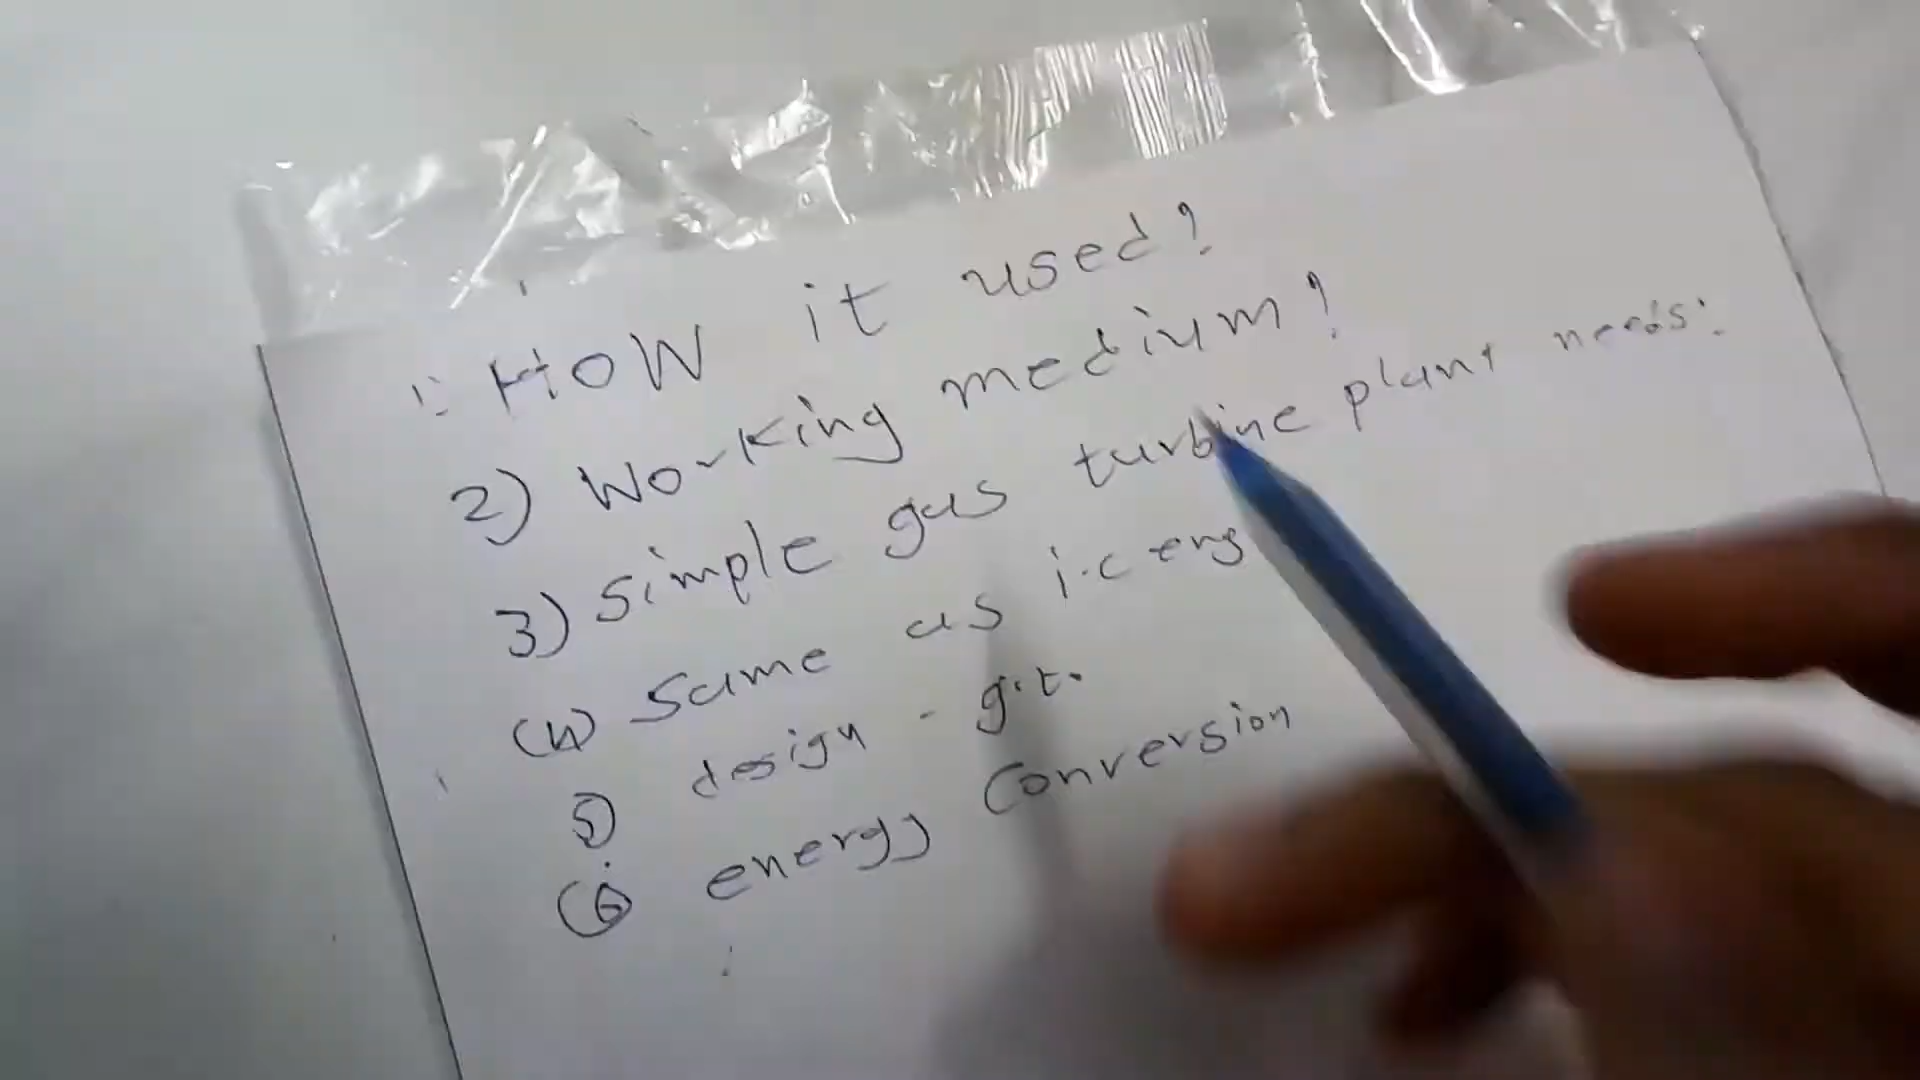 1) HOW it used?
2) Working medium?
3) simple gas turbine plant needs:
(4) Same as i.c eng
5) design - g.t.
(6) energy Conversion